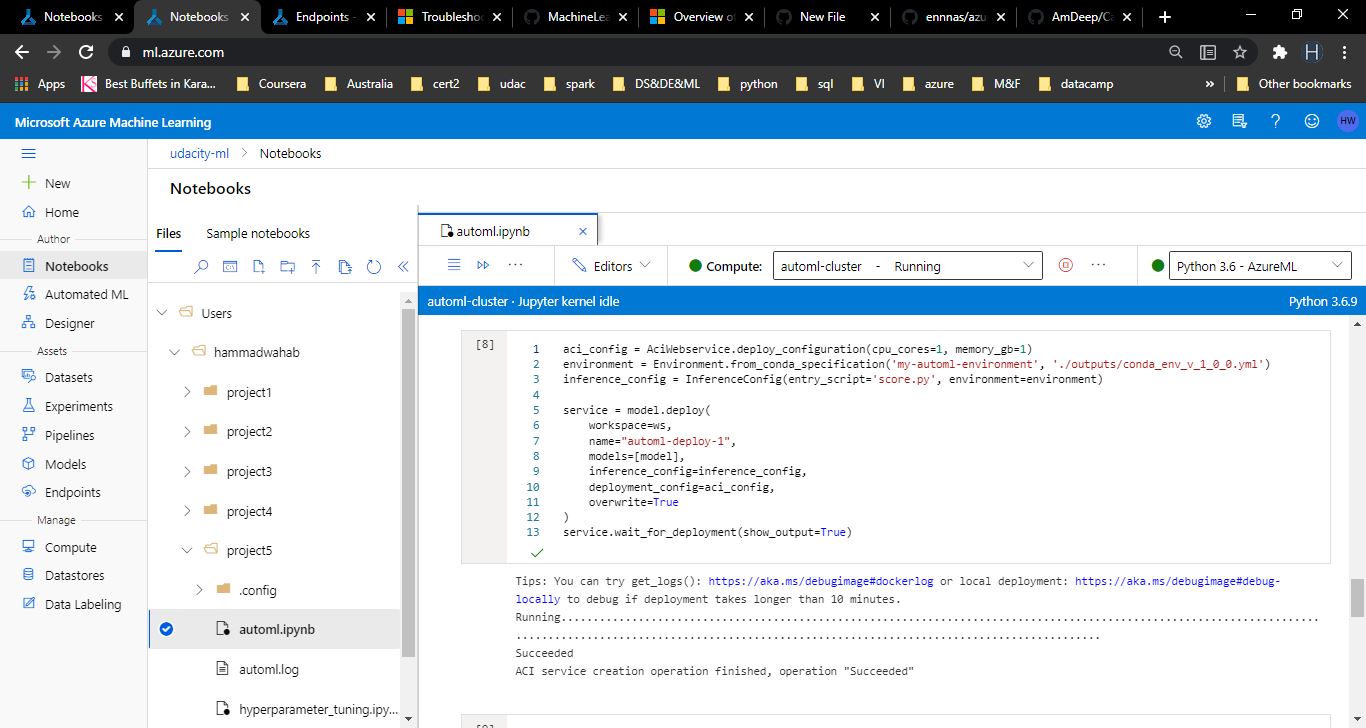 Notebooks
Notebooks
Endpoints -
Troublesho
MachineLea
Overview of
New File
ennnas/azu
AmDeep/Ca
ml.azure.com
Apps
Best Buffets in Kara...
Coursera
Australia
cert2
udac
spark
DS&DE&ML
python
sql
VI
azure
M&F
datacamp
»
Other bookmarks
Microsoft Azure Machine Learning
HW
udacity-ml > Notebooks
New
Home
Author
Notebooks
Automated ML
Designer
Assets
Datasets
Experiments
Pipelines
Models
Endpoints
Manage
Compute
Datastores
Data Labeling
Notebooks
Files
Sample notebooks
Users
hammadwahab
project1
project2
project3
project4
project5
.config
automl.ipynb
automl.log
hyperparameter_tuning.ipy...
automl.ipynb
Editors
Compute:
automl-cluster - Running
Python 3.6 - AzureML
automl-cluster · Jupyter kernel idle
Python 3.6.9
[8]
1 aci_config = AciWebservice.deploy_configuration(cpu_cores=1, memory_gb=1)
2 environment = Environment.from_conda_specification('my-automl-environment', './outputs/conda_env_v_1_0_0.yml')
3 inference_config = InferenceConfig(entry_script='score.py', environment=environment)
4
5 service = model.deploy(
6 workspace=ws,
7 name="automl-deploy-1",
8 models=[model],
9 inference_config=inference_config,
10 deployment_config=aci_config,
11 overwrite=True
12 )
13 service.wait_for_deployment(show_output=True)
Tips: You can try get_logs(): https://aka.ms/debugimage#dockerlog or local deployment: https://aka.ms/debugimage#debug-
locally to debug if deployment takes longer than 10 minutes.
Running.......................................................................................................................
...........................................................................................
Succeeded
ACI service creation operation finished, operation "Succeeded"